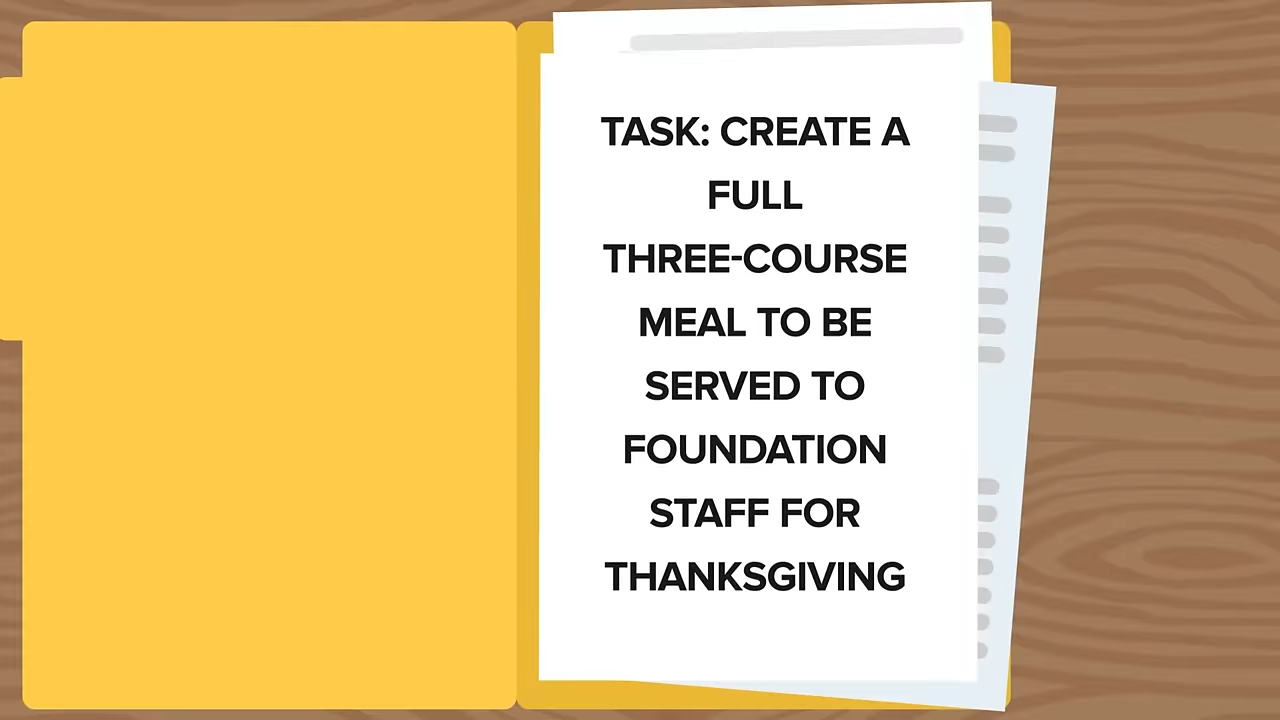 TASK: CREATE A
FULL
THREE-COURSE
MEAL TO BE
SERVED TO
FOUNDATION
STAFF FOR
THANKSGIVING